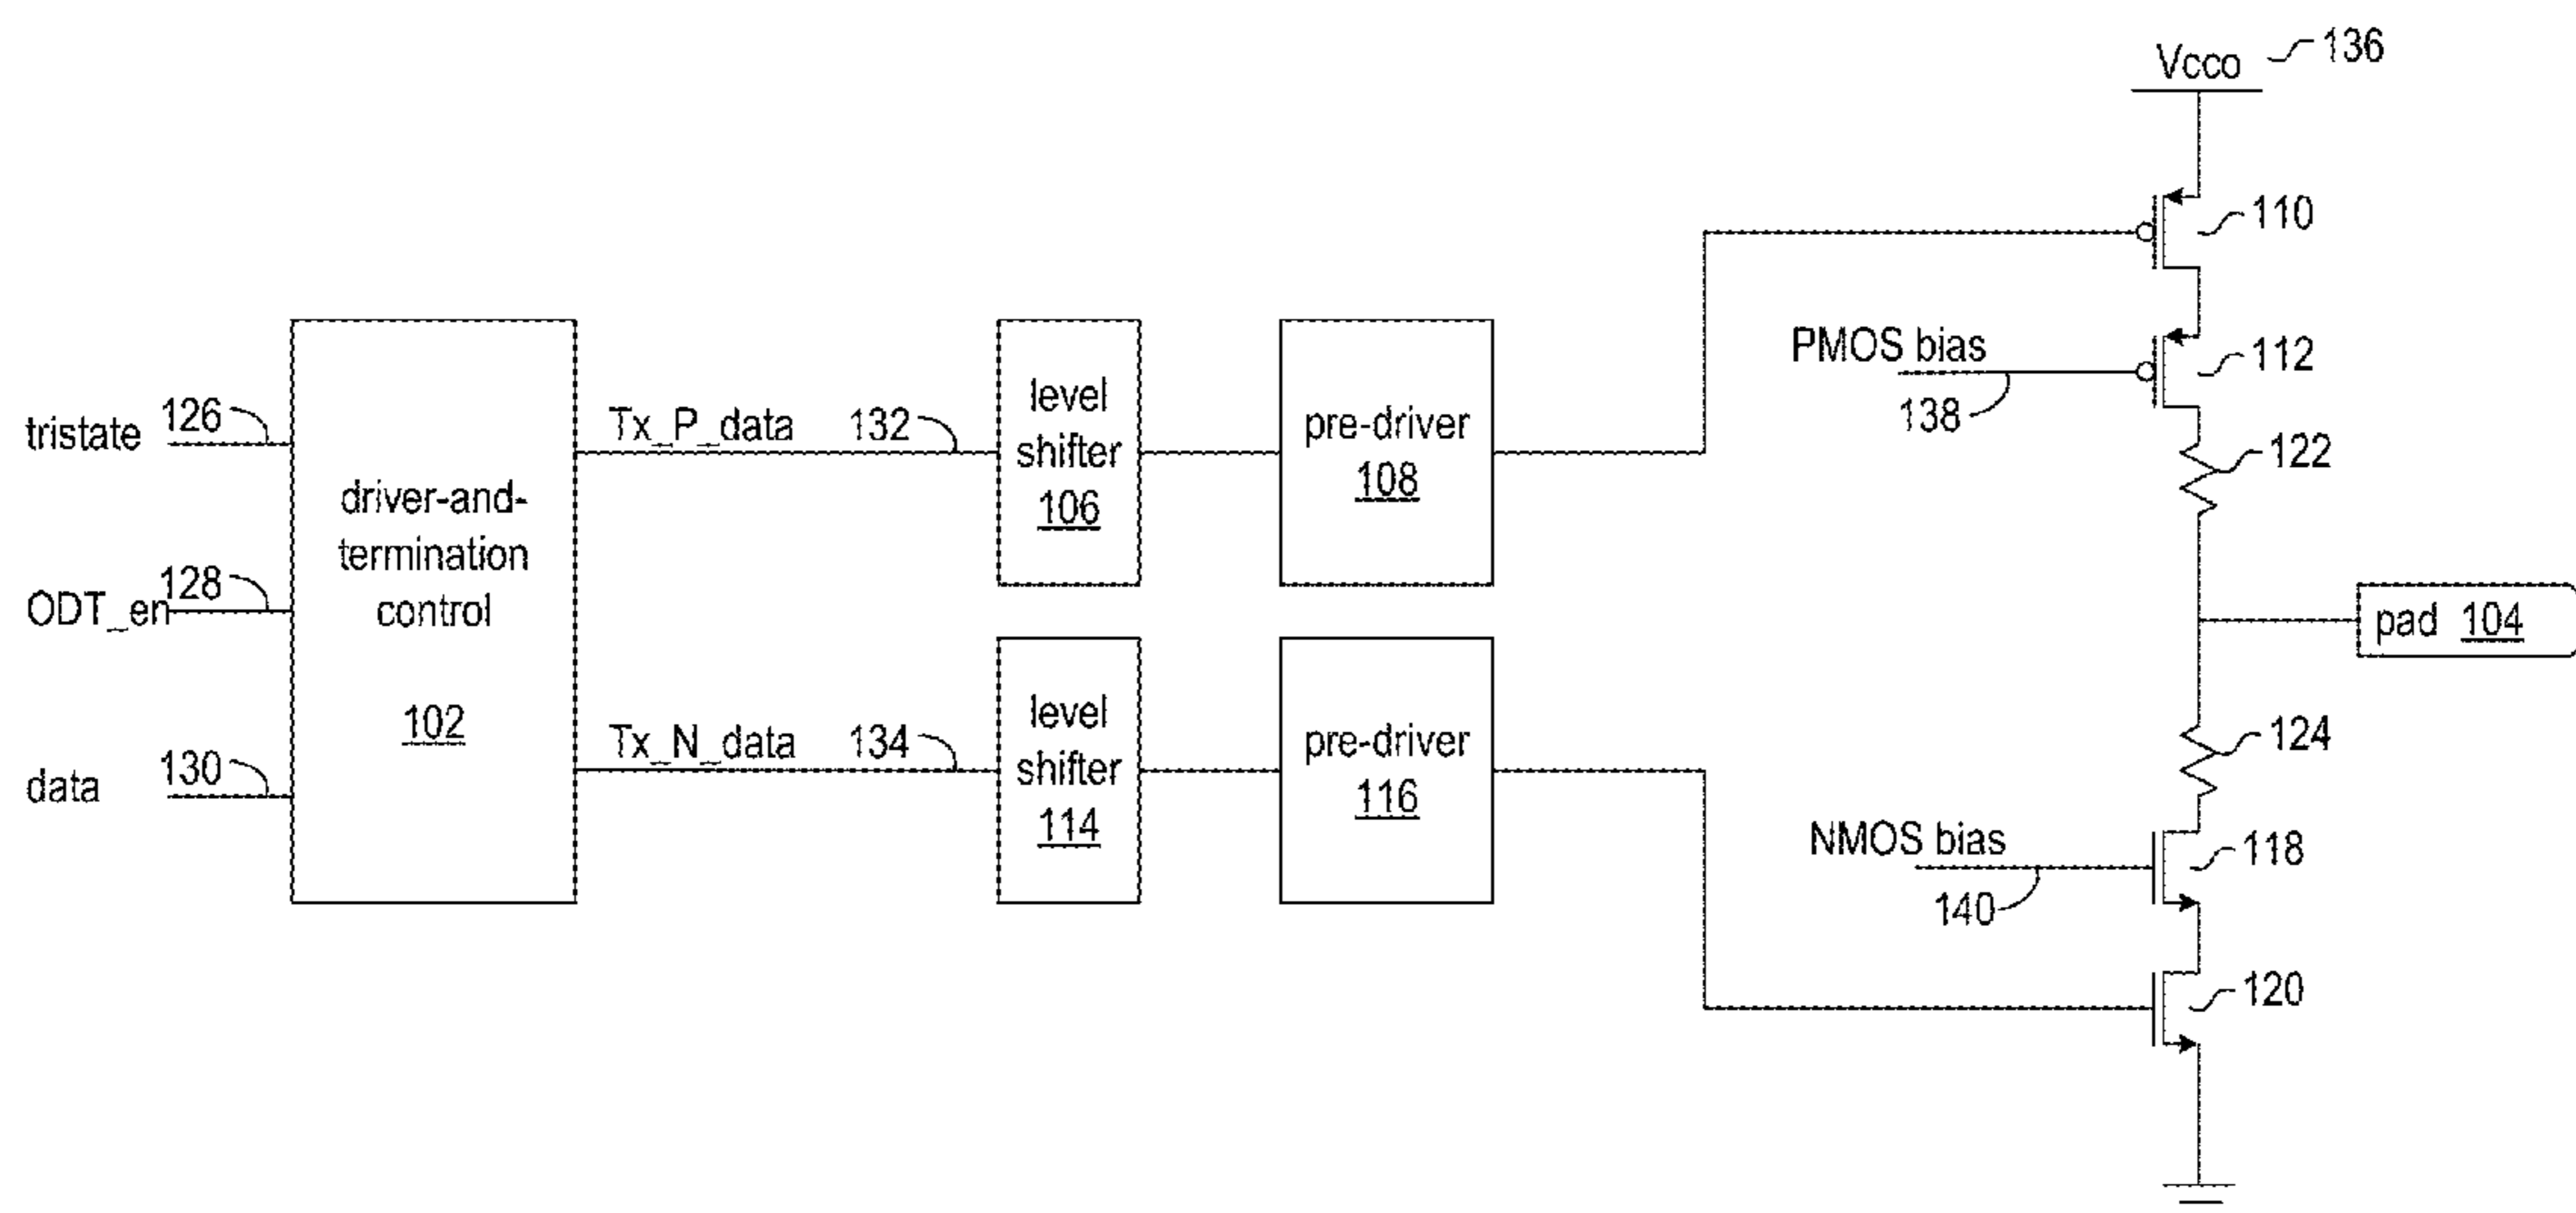 Vcco 136
110
PMOS bias
138
112
122
tristate 126
ODT_en 128
data 130
driver-and-
termination
control
102
Tx_P_data 132
Tx_N_data 134
level
shifter
106
pre-driver
108
level
shifter
114
pre-driver
116
pad 104
124
NMOS bias
140
118
120